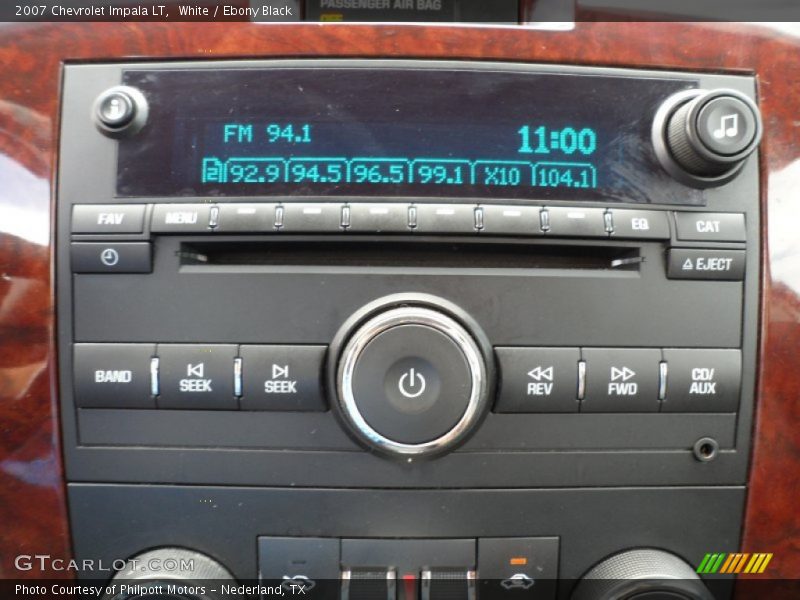 2007 Chevrolet Impala LT,  White / Ebony Black
PASSENGER AIR BAG
OFF
FM 94.1
11:00
2 92.9 94.5 96.5 99.1 X10 104.1
FAV MENU EQ CAT
EJECT
BAND SEEK SEEK REV FWD CD/ AUX
GTCARLOT.COM
Photo Courtesy of Philpott Motors – Nederland, TX